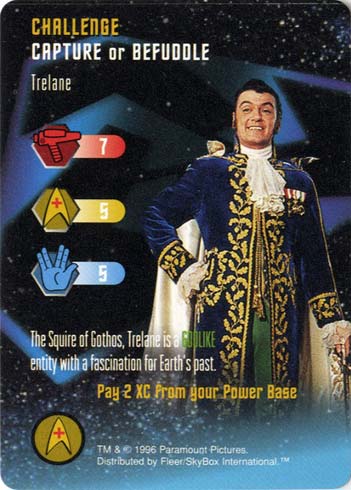 CHALLENGE
CAPTURE or BEFUDDLE
Trelane
7
5
5
The Squire of Gothos, Trelane is a GODLIKE
entity with a fascination for Earth's past.
Pay 2 XC from your Power Base
TM & © 1996 Paramount Pictures.
Distributed by Fleer/SkyBox International.™